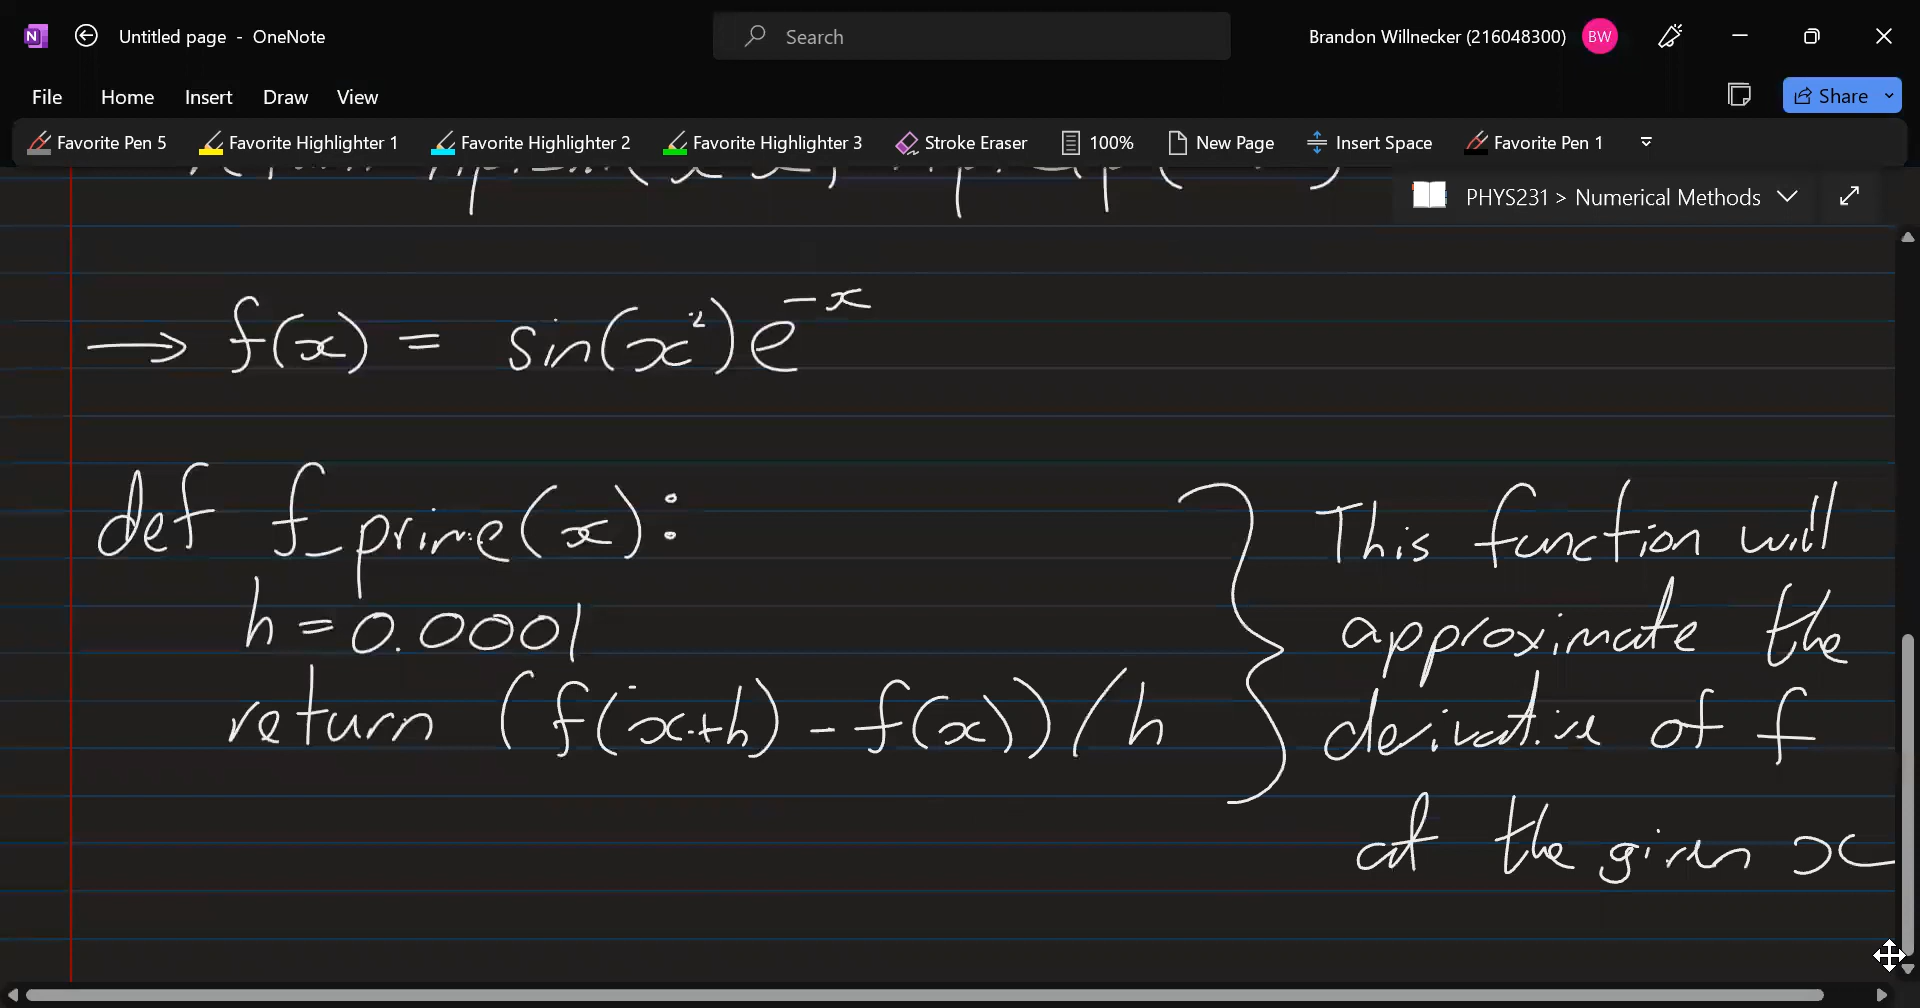 Untitled page - OneNote
Search
Brandon Willnecker (216048300)
BW
File Home Insert Draw View
Share
Favorite Pen 5 Favorite Highlighter 1 Favorite Highlighter 2 Favorite Highlighter 3 Stroke Eraser 100% New Page Insert Space Favorite Pen 1
PHYS231 > Numerical Methods
→ f(x) = sin(x²)e⁻ˣ
def f_prime(x):
h = 0.0001
return (f(x+h) - f(x))/h
This function will
approximate the
derivative of f
at the given x